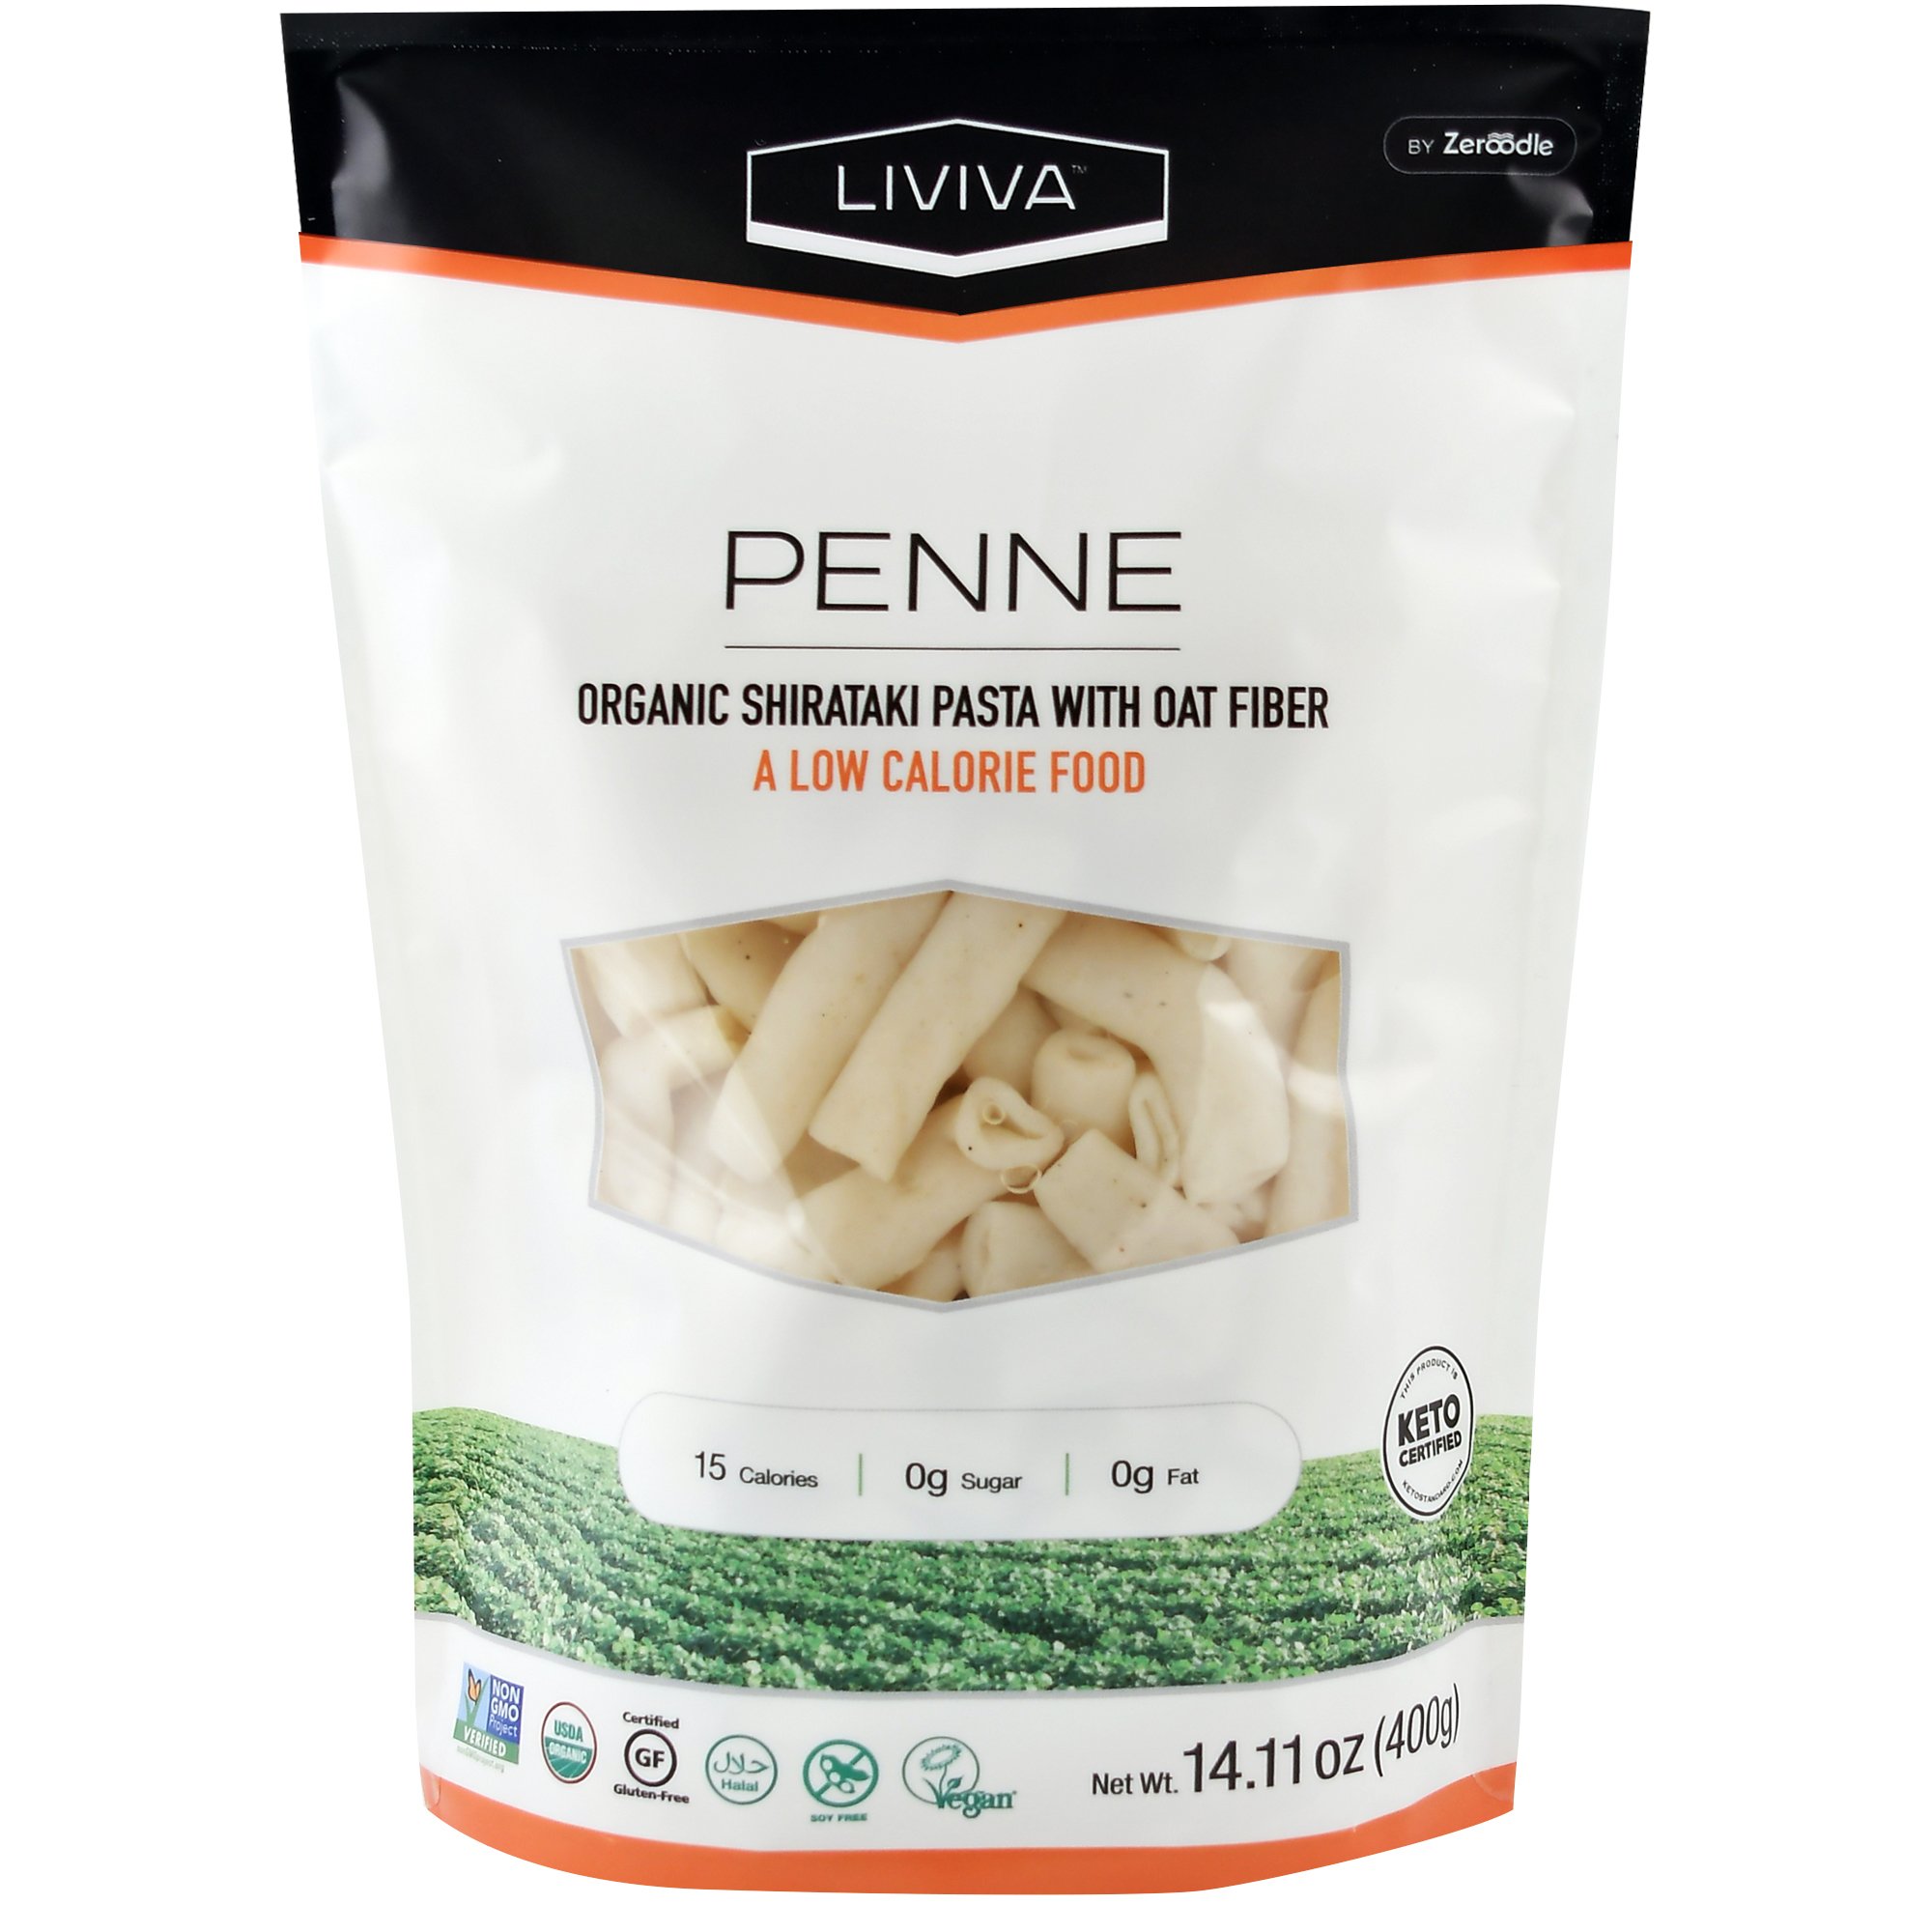 LIVIVA™
BY Zeroodle
PENNE
ORGANIC SHIRATAKI PASTA WITH OAT FIBER
A LOW CALORIE FOOD
THIS PRODUCT IS
KETO
CERTIFIED
KETOSTANDARD.COM
15 Calories | 0g Sugar | 0g Fat
NON
GMO
Project
VERIFIED
USDA
ORGANIC
Certified
GF
Gluten-Free
حلال
Halal
SOY FREE
Vegan
Net Wt. 14.11 oz (400g)